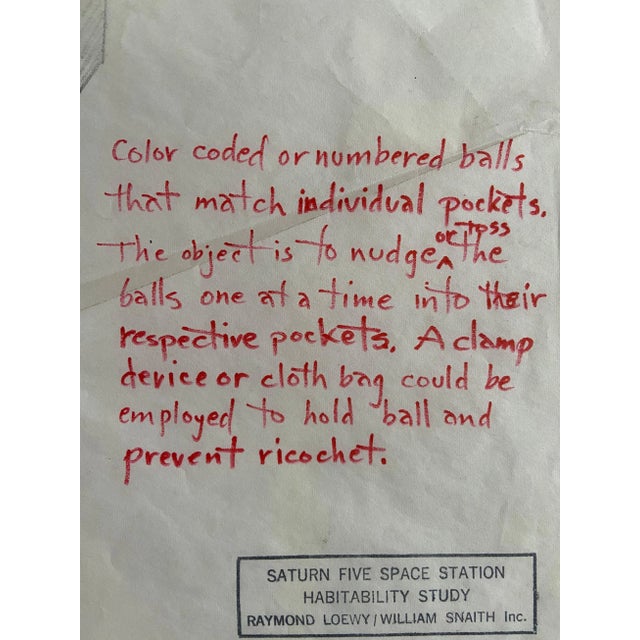 Color coded or numbered balls
that match individual pockets.
The object is to nudge or toss the
balls one at a time into their
respective pockets. A clamp
device or cloth bag could be
employed to hold ball and
prevent ricochet.
SATURN FIVE SPACE STATION
HABITABILITY STUDY
RAYMOND LOEWY/WILLIAM SNAITH Inc.